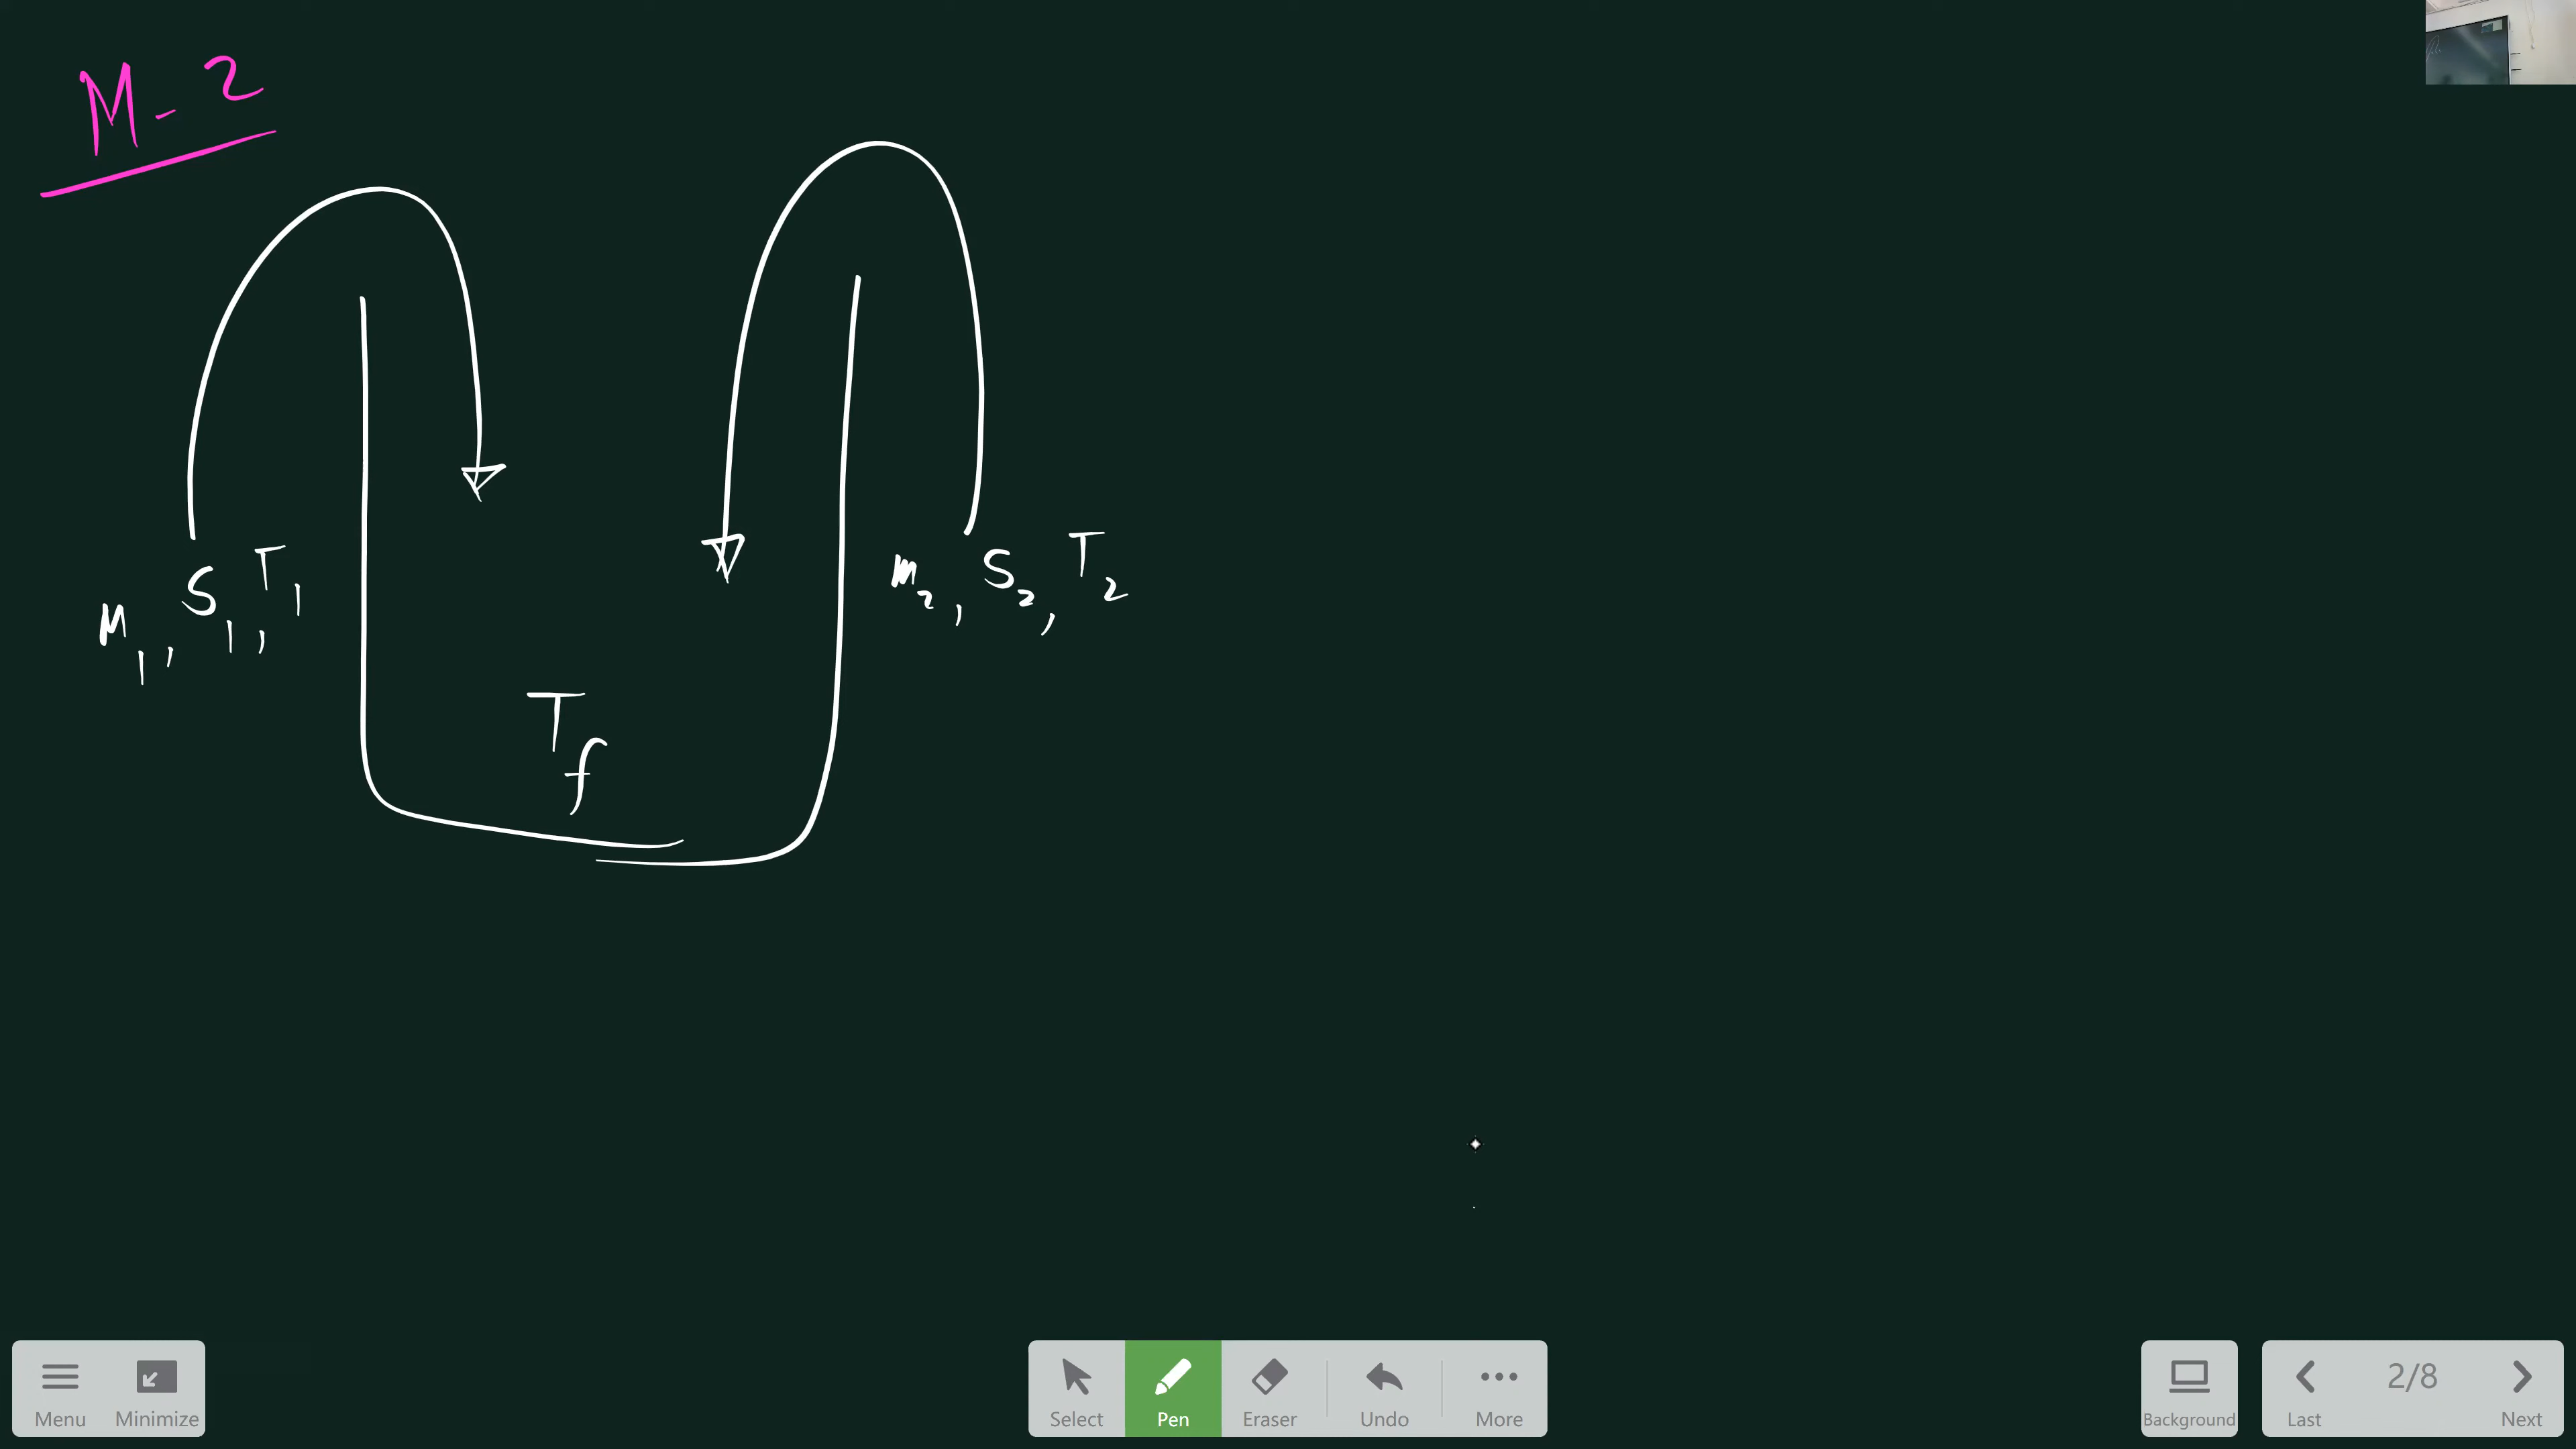 M-2
M₁, S₁, T₁
m₂, S₂, T₂
T_f
Menu
Minimize
Select
Pen
Eraser
Undo
More
Background
Last
2/8
Next